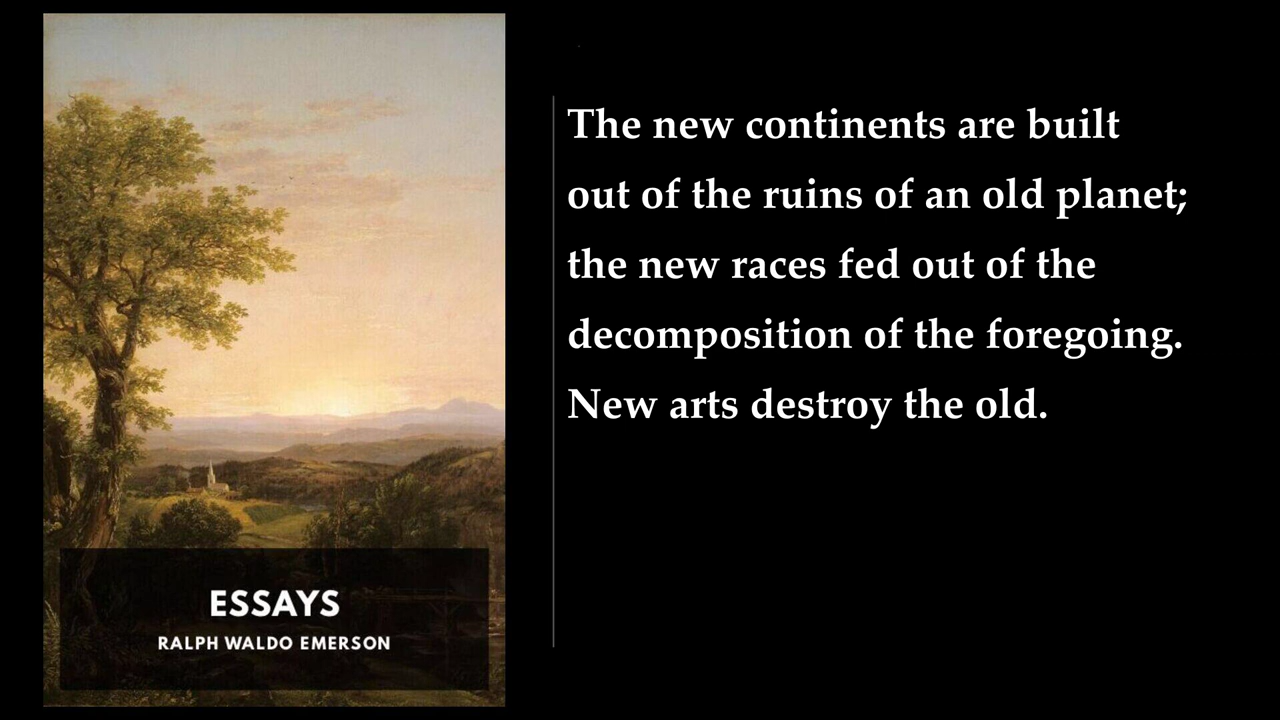 ESSAYS
RALPH WALDO EMERSON
The new continents are built
out of the ruins of an old planet;
the new races fed out of the
decomposition of the foregoing.
New arts destroy the old.